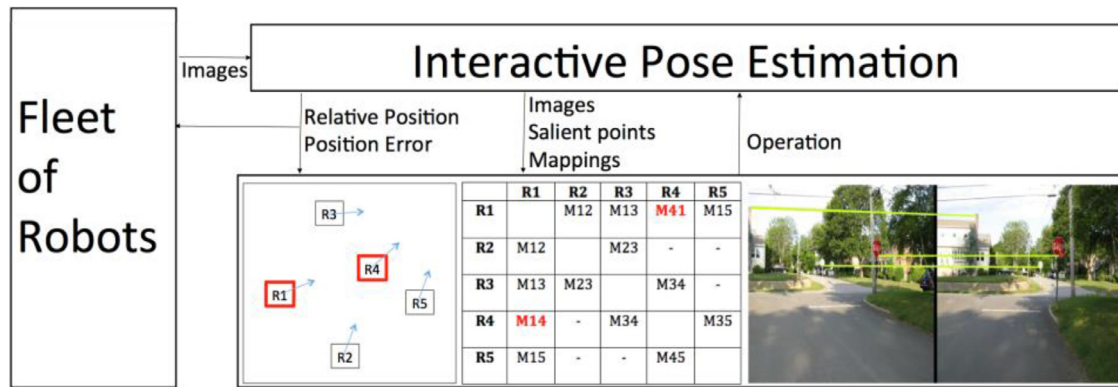 Fleet
of
Robots
Images
Interactive Pose Estimation
Relative Position
Position Error
Images
Salient points
Mappings
Operation
R3
R4
R1
R5
R2
R1 R2 R3 R4 R5
R1 M12 M13 M41 M15
R2 M12 M23 - -
R3 M13 M23 M34 -
R4 M14 - M34 M35
R5 M15 - - M45